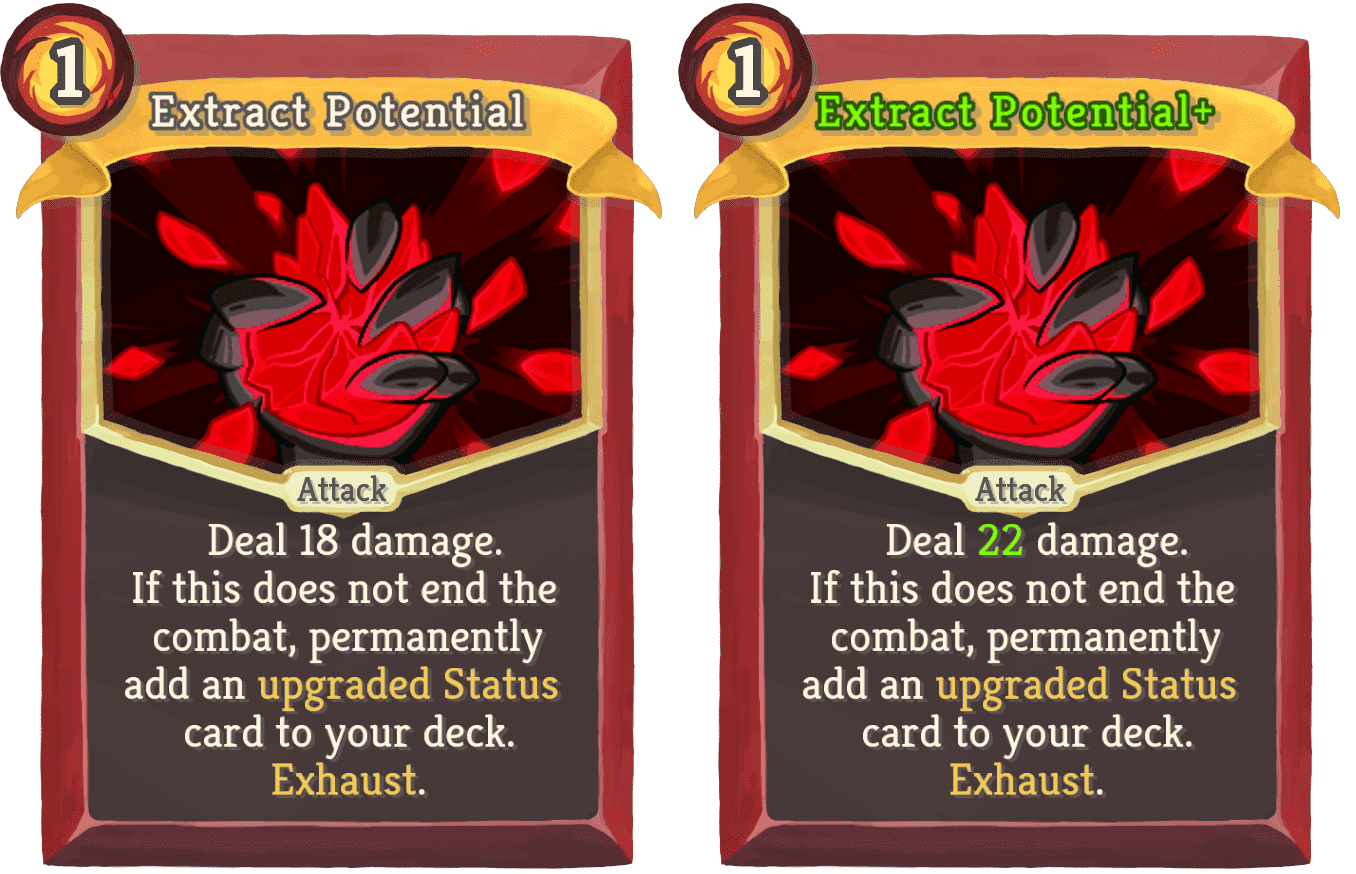 1
Extract Potential
Attack
Deal 18 damage.
If this does not end the
combat, permanently
add an upgraded Status
card to your deck.
Exhaust.
1
Extract Potential+
Attack
Deal 22 damage.
If this does not end the
combat, permanently
add an upgraded Status
card to your deck.
Exhaust.